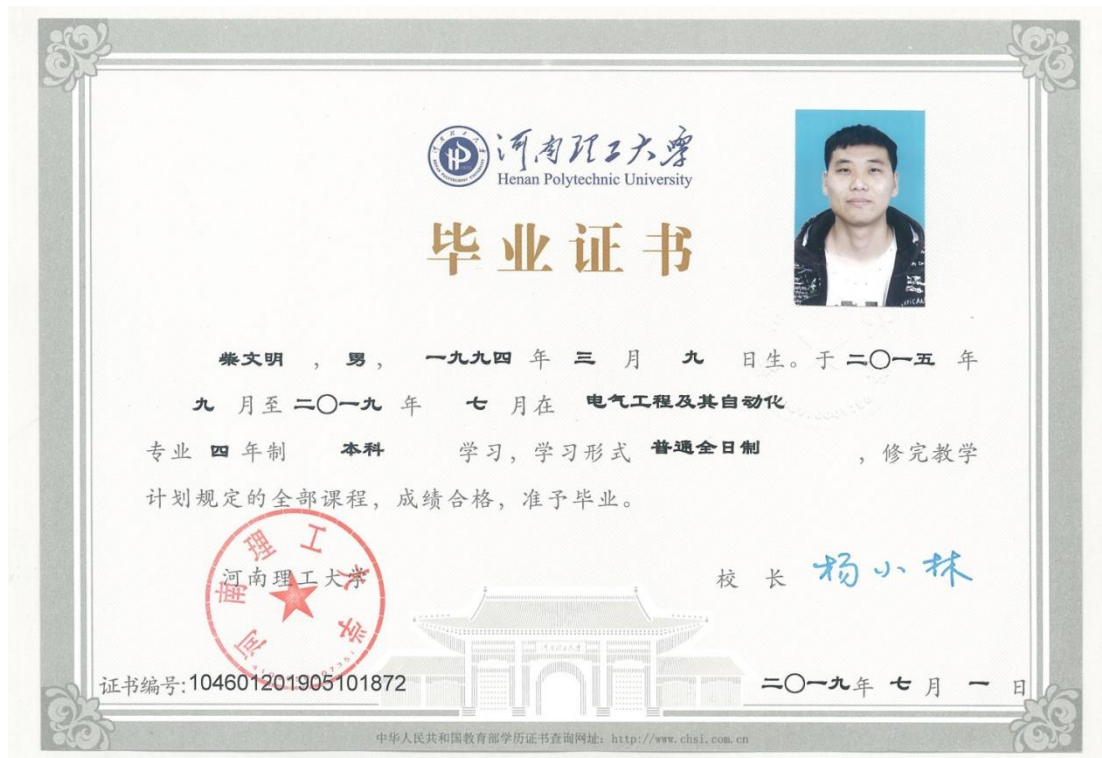 河南理工大学
Henan Polytechnic University
毕业证书
柴文明 ，男， 一九九四 年 三 月 九 日生。于 二〇一五 年
九 月至 二〇一九 年 七 月在 电气工程及其自动化
专业 四 年制 本科 学习，学习形式 普通全日制 ，修完教学
计划规定的全部课程，成绩合格，准予毕业。
河南理工大学
河南理工大学
校 长 杨小林
证书编号:104601201905101872
二〇一九年 七 月 一 日
中华人民共和国教育部学历证书查询网址：http://www.chsi.com.cn